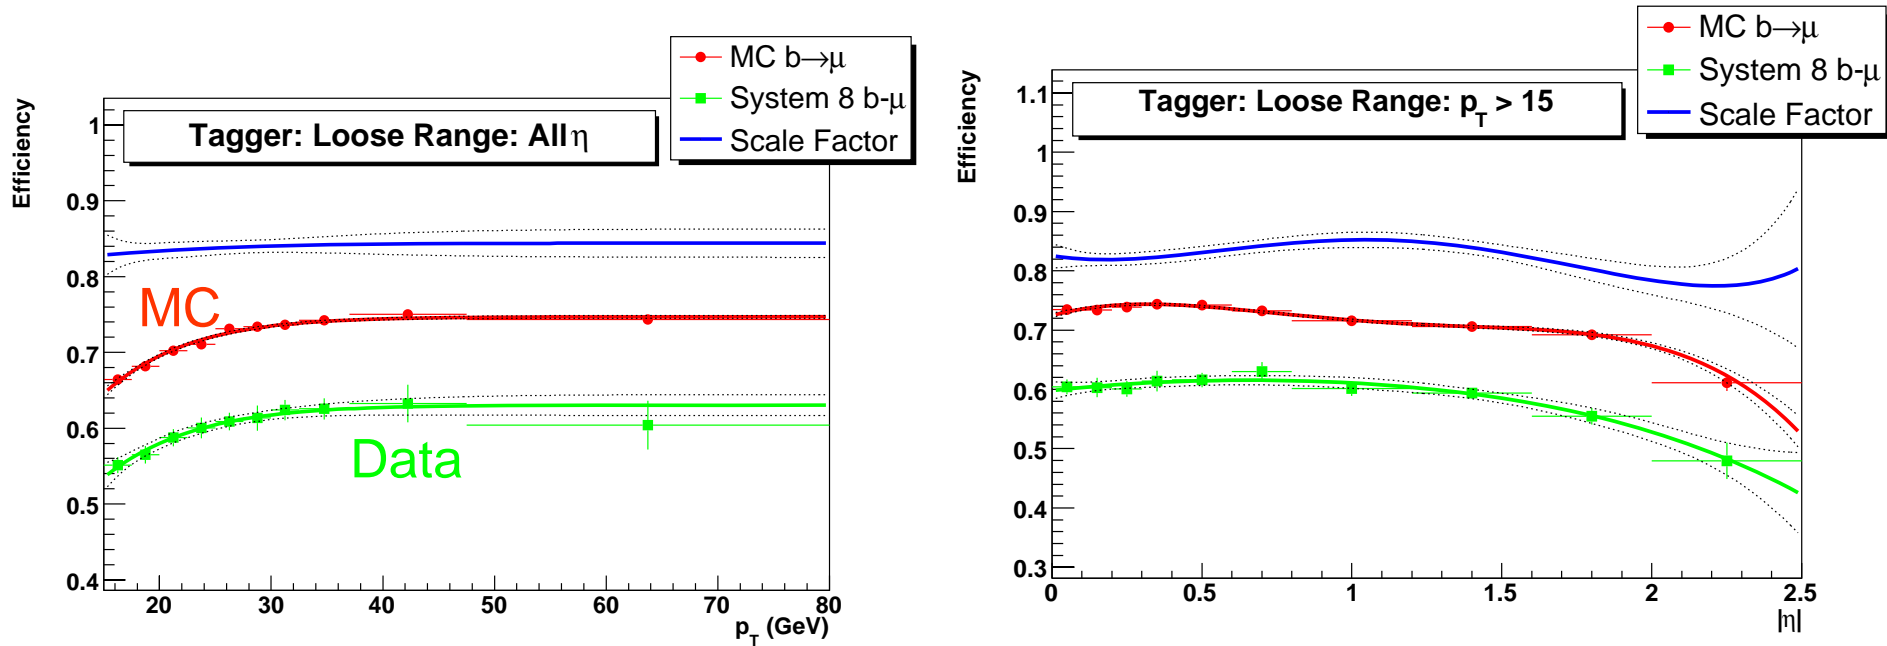 MC b→μ
System 8 b-μ
Scale Factor
Tagger: Loose Range: All η
Efficiency
1
0.9
0.8
0.7
0.6
0.5
0.4
MC
Data
20 30 40 50 60 70 80
p_T (GeV)
MC b→μ
System 8 b-μ
Scale Factor
Tagger: Loose Range: p_T > 15
Efficiency
1.1
1
0.9
0.8
0.7
0.6
0.5
0.4
0.3
0 0.5 1 1.5 2 2.5
|η|